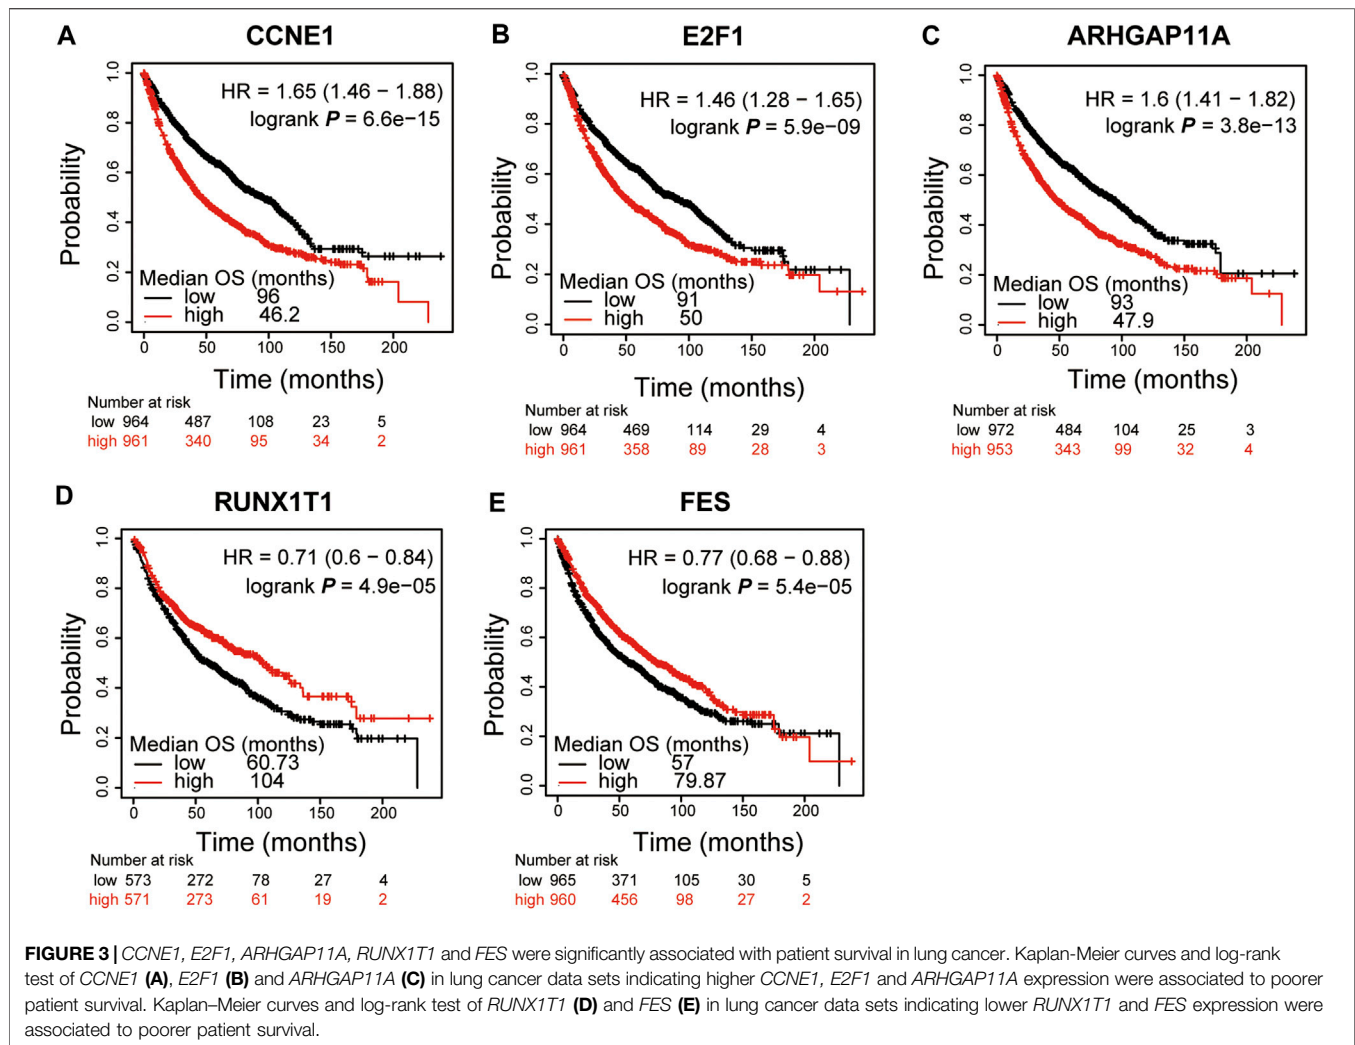 A
CCNE1
HR = 1.65 (1.46 − 1.88)
logrank P = 6.6e−15
Probability
0.0 0.2 0.4 0.6 0.8 1.0
Median OS (months)
low 96
high 46.2
0 50 100 150 200
Time (months)
Number at risk
low 964 487 108 23 5
high 961 340 95 34 2
B
E2F1
HR = 1.46 (1.28 − 1.65)
logrank P = 5.9e−09
Probability
0.0 0.2 0.4 0.6 0.8 1.0
Median OS (months)
low 91
high 50
0 50 100 150 200
Time (months)
Number at risk
low 964 469 114 29 4
high 961 358 89 28 3
C
ARHGAP11A
HR = 1.6 (1.41 − 1.82)
logrank P = 3.8e−13
Probability
0.0 0.2 0.4 0.6 0.8 1.0
Median OS (months)
low 93
high 47.9
0 50 100 150 200
Time (months)
Number at risk
low 972 484 104 25 3
high 953 343 99 32 4
D
RUNX1T1
HR = 0.71 (0.6 − 0.84)
logrank P = 4.9e−05
Probability
0.0 0.2 0.4 0.6 0.8 1.0
Median OS (months)
low 60.73
high 104
0 50 100 150 200
Time (months)
Number at risk
low 573 272 78 27 4
high 571 273 61 19 2
E
FES
HR = 0.77 (0.68 − 0.88)
logrank P = 5.4e−05
Probability
0.0 0.2 0.4 0.6 0.8 1.0
Median OS (months)
low 57
high 79.87
0 50 100 150 200
Time (months)
Number at risk
low 965 371 105 30 5
high 960 456 98 27 2
FIGURE 3 | CCNE1, E2F1, ARHGAP11A, RUNX1T1 and FES were significantly associated with patient survival in lung cancer. Kaplan-Meier curves and log-rank
test of CCNE1 (A), E2F1 (B) and ARHGAP11A (C) in lung cancer data sets indicating higher CCNE1, E2F1 and ARHGAP11A expression were associated to poorer
patient survival. Kaplan–Meier curves and log-rank test of RUNX1T1 (D) and FES (E) in lung cancer data sets indicating lower RUNX1T1 and FES expression were
associated to poorer patient survival.